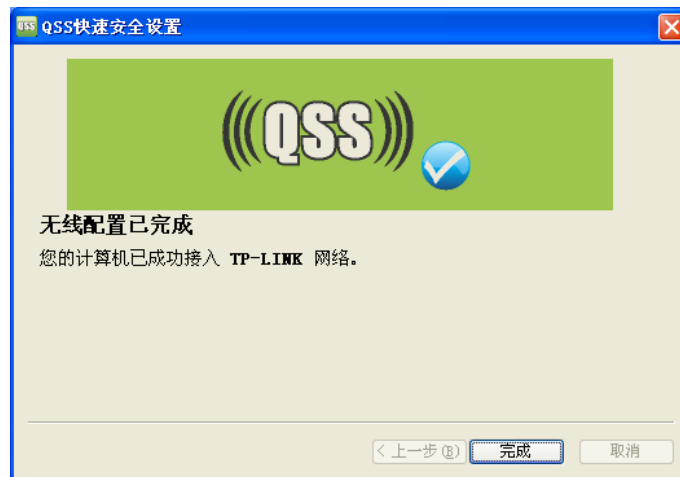 QSS QSS快速安全设置
(((QSS)))
无线配置已完成
您的计算机已成功接入 TP-LINK 网络。
< 上一步(B) 完成 取消